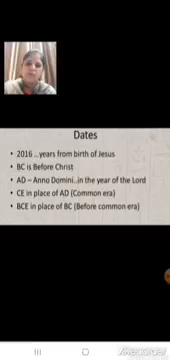 Dates
• 2016 ...years from birth of Jesus
• BC is Before Christ
• AD – Anno Domini..in the year of the Lord
• CE in place of AD (Common era)
• BCE in place of BC (Before common era)